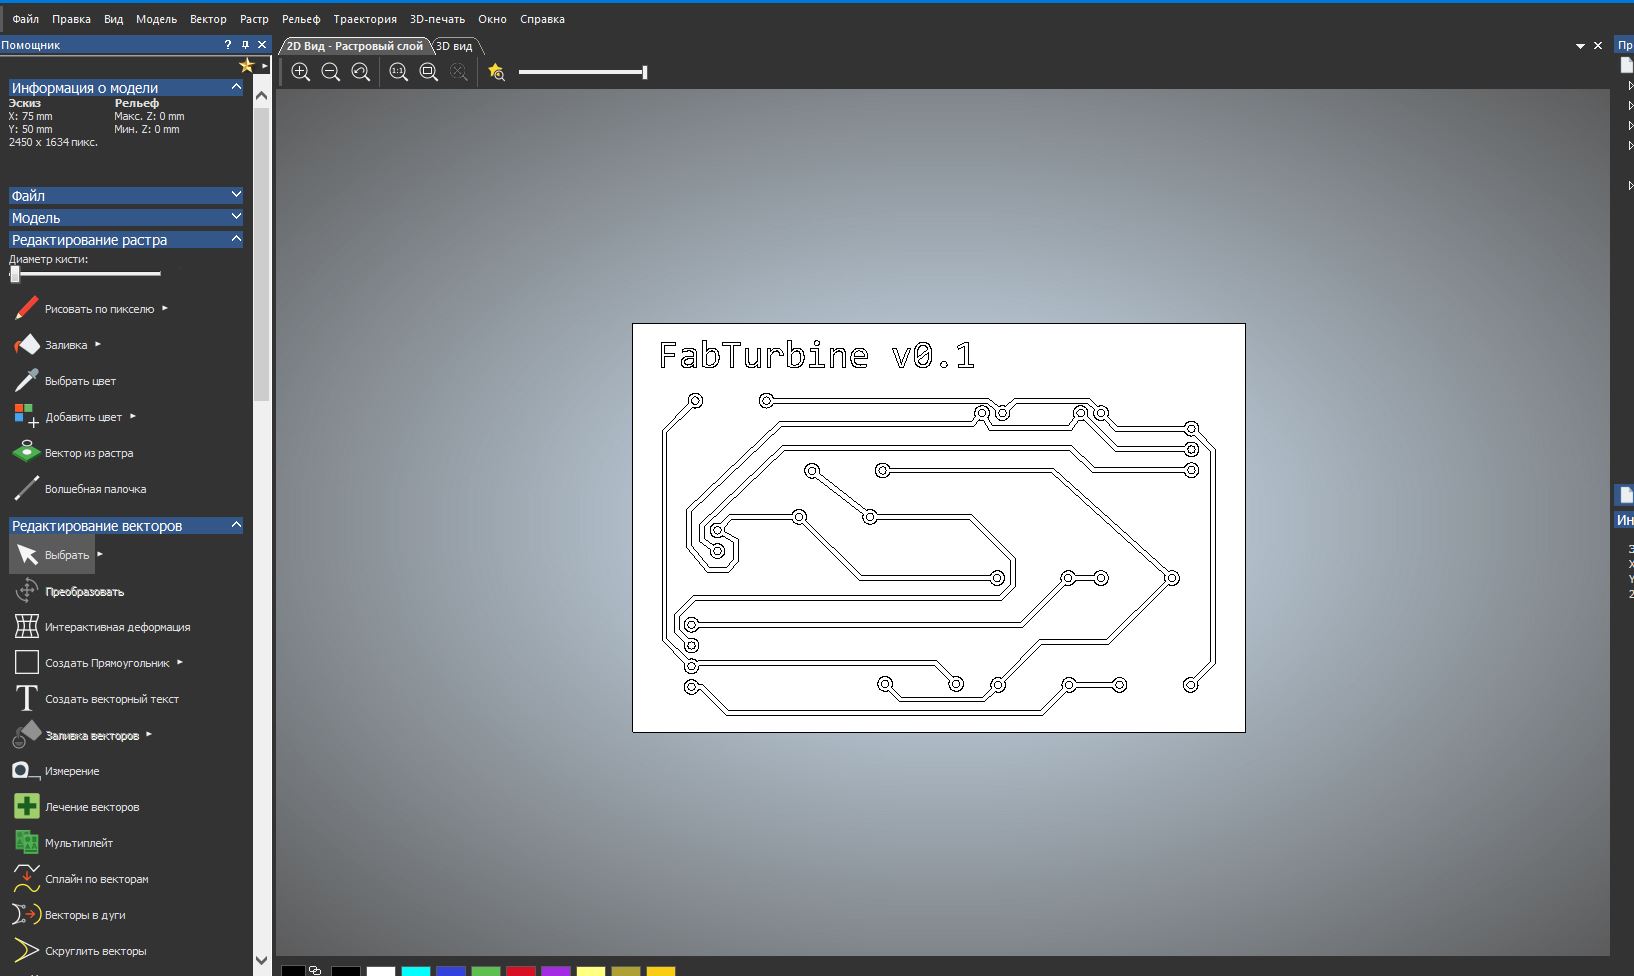 Файл Правка Вид Модель Вектор Растр Рельеф Траектория 3D-печать Окно Справка
Помощник ?
2D Вид - Растровый слой 3D вид
Пр
1:1
Информация о модели
Эскиз Рельеф
X: 75 mm Макс. Z: 0 mm
Y: 50 mm Мин. Z: 0 mm
2450 x 1634 пикс.
Файл
Модель
Редактирование растра
Диаметр кисти:
Рисовать по пикселю
Заливка
Выбрать цвет
Добавить цвет
Вектор из растра
Волшебная палочка
Редактирование векторов
Выбрать
Преобразовать
Интерактивная деформация
Создать Прямоугольник
Создать векторный текст
Заливка векторов
Измерение
Лечение векторов
Мультиплейт
Сплайн по векторам
Векторы в дуги
Скруглить векторы
FabTurbine v0.1
Ин
X
Y
2